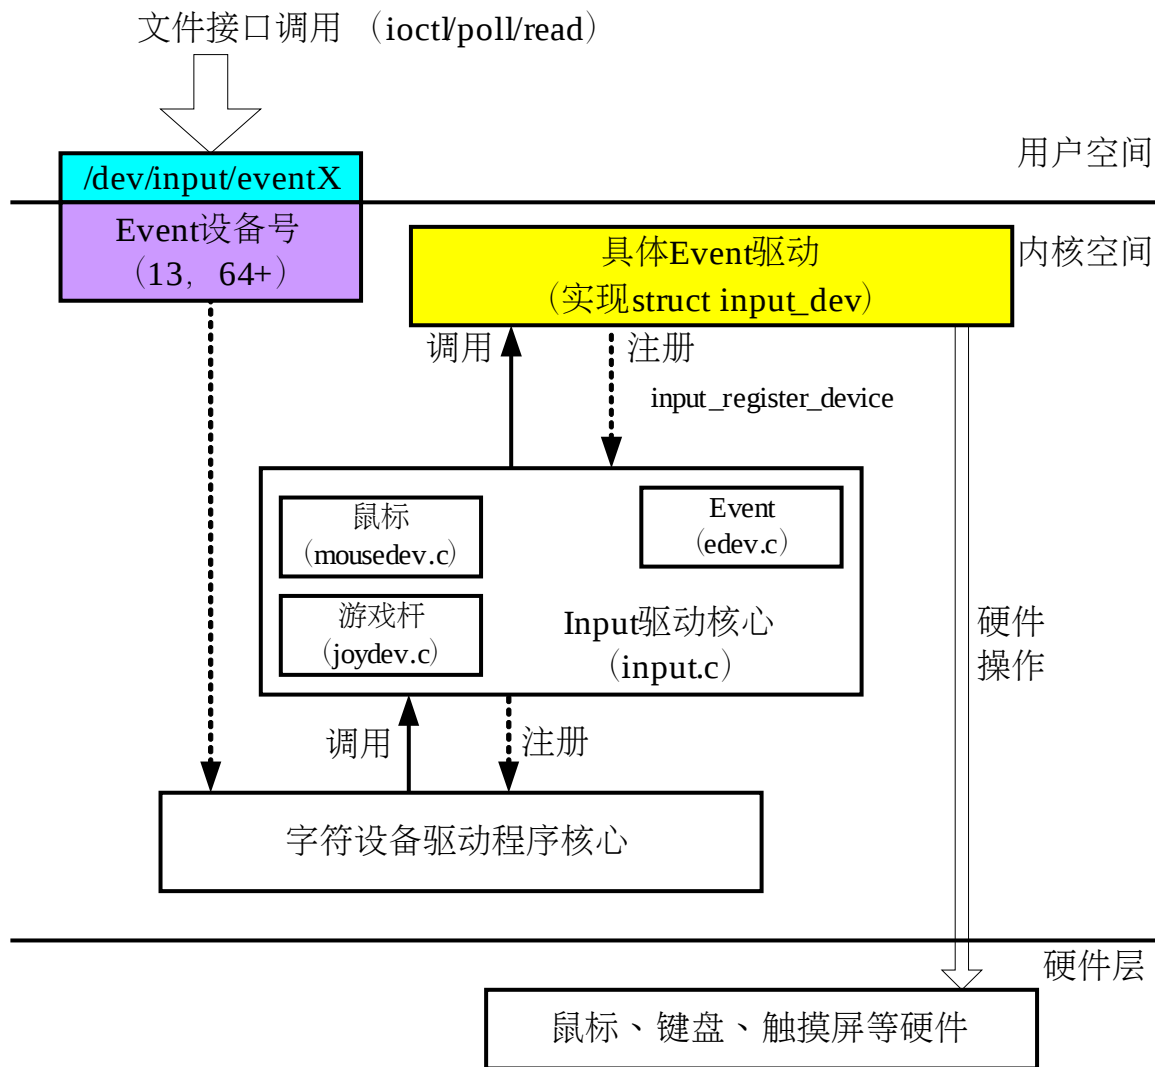 文件接口调用 （ioctl/poll/read）
用户空间
/dev/input/eventX
Event设备号
（13，64+）
内核空间
具体Event驱动
（实现struct input_dev）
调用
注册
input_register_device
鼠标
（mousedev.c）
Event
（edev.c）
游戏杆
（joydev.c）
Input驱动核心
（input.c）
硬件
操作
调用
注册
字符设备驱动程序核心
硬件层
鼠标、键盘、触摸屏等硬件